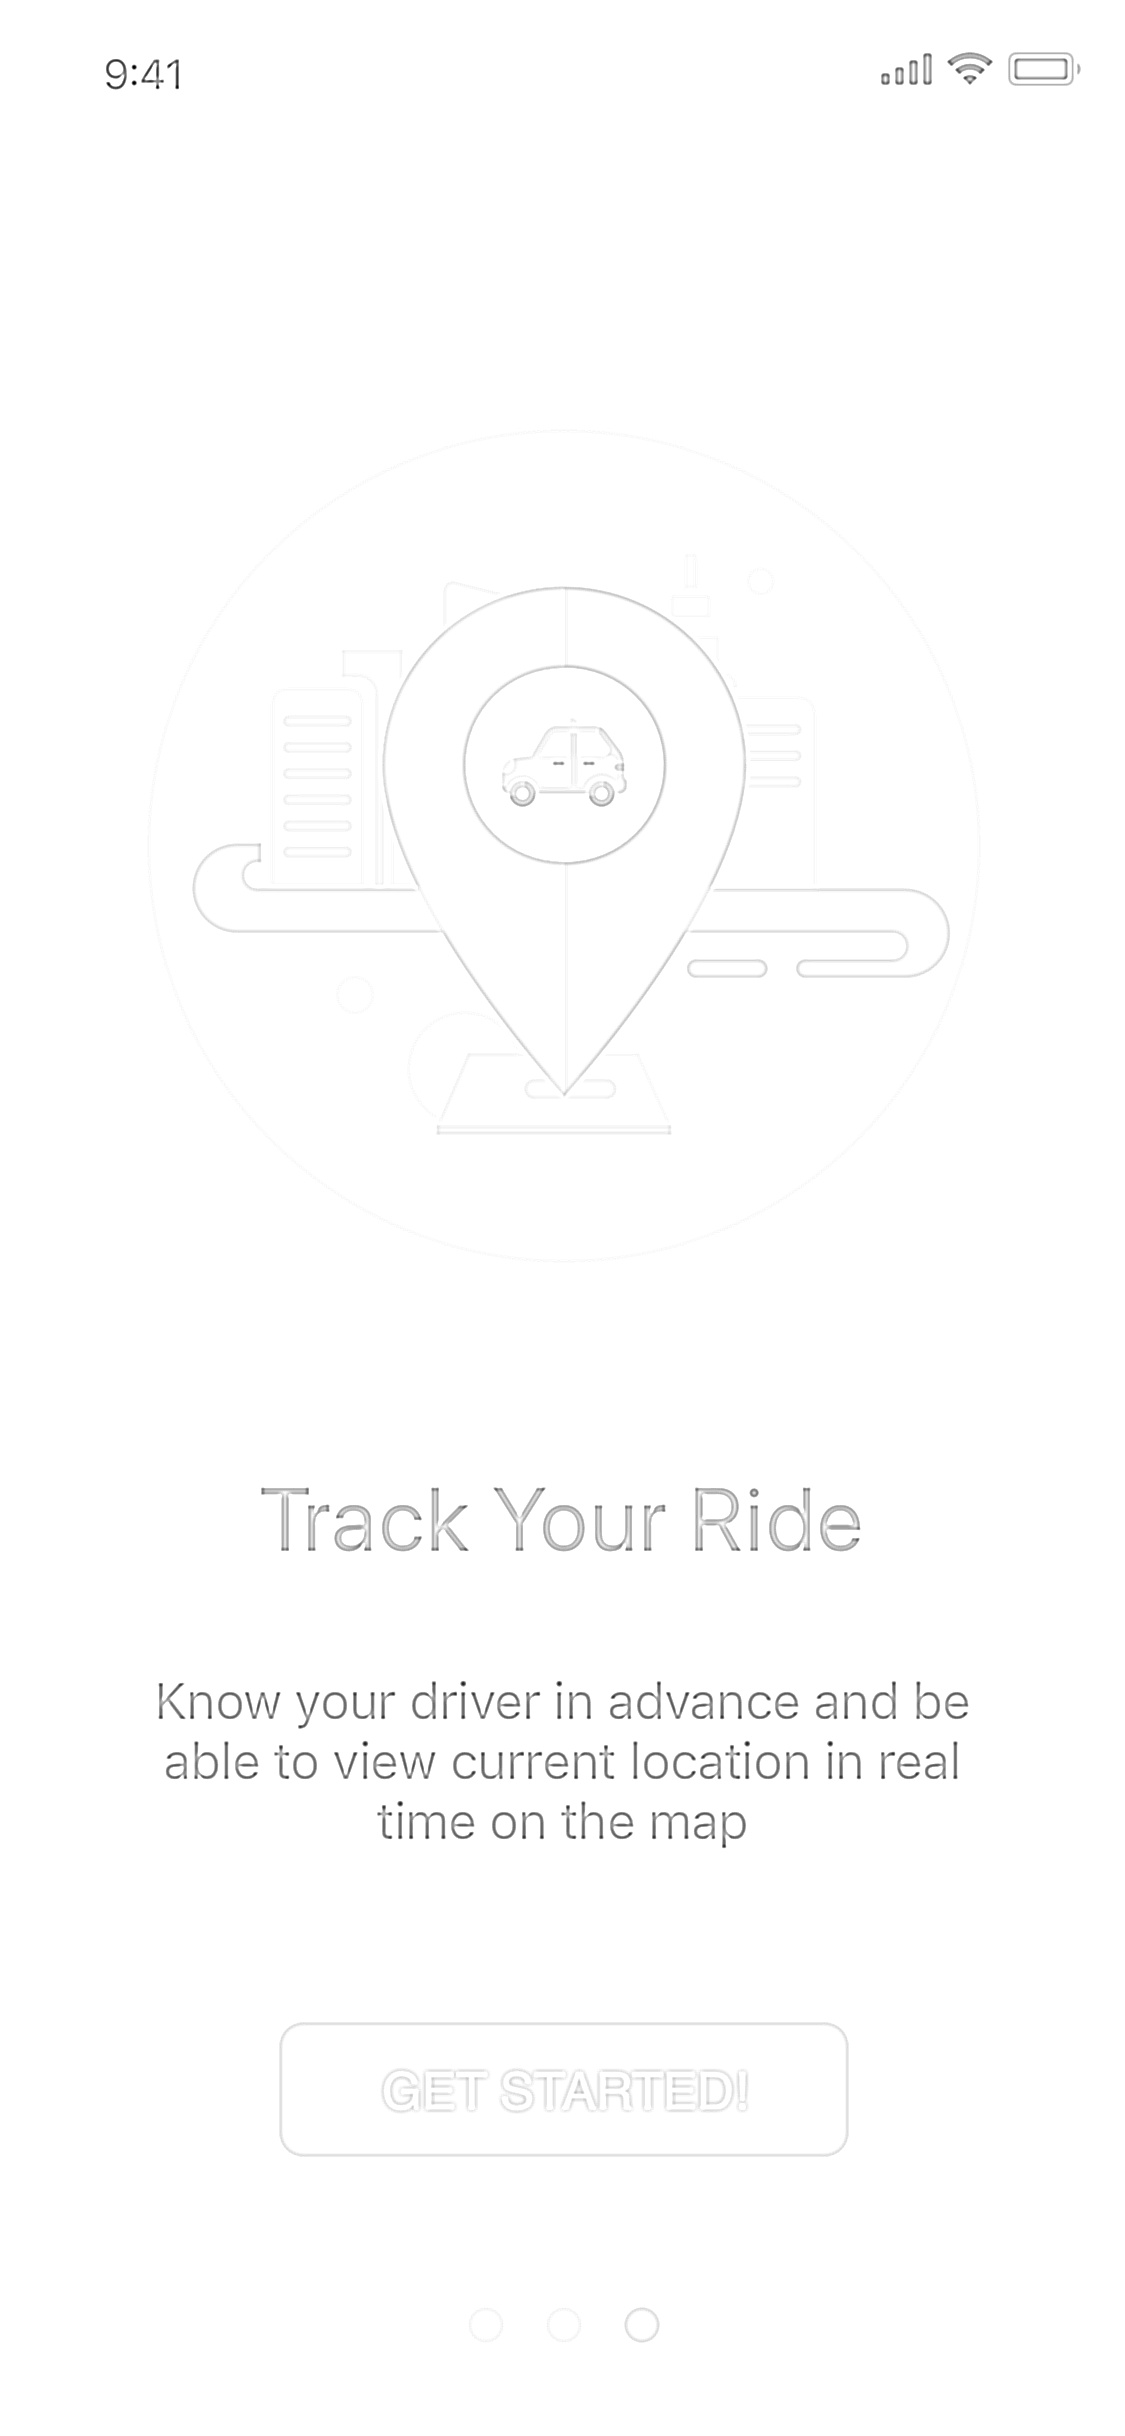 9:41
Track Your Ride
Know your driver in advance and be
able to view current location in real
time on the map
GET STARTED!